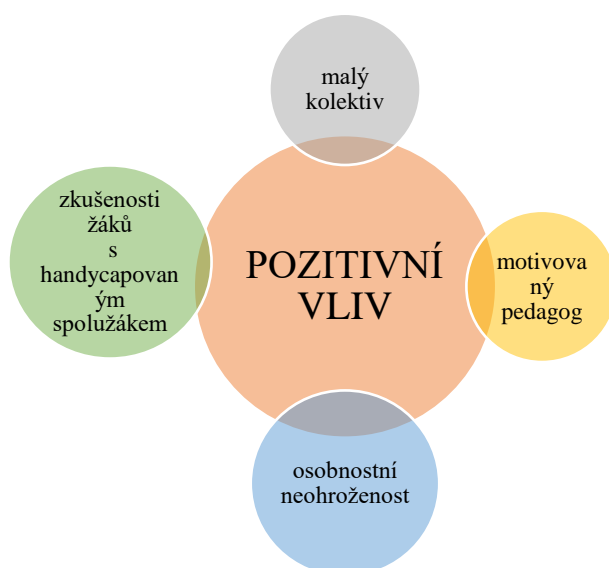 malý
kolektiv
zkušenosti
žáků
s
handycapovan
ým
spolužákem
POZITIVNÍ
VLIV
motivova
ný
pedagog
osobnostní
neohroženost